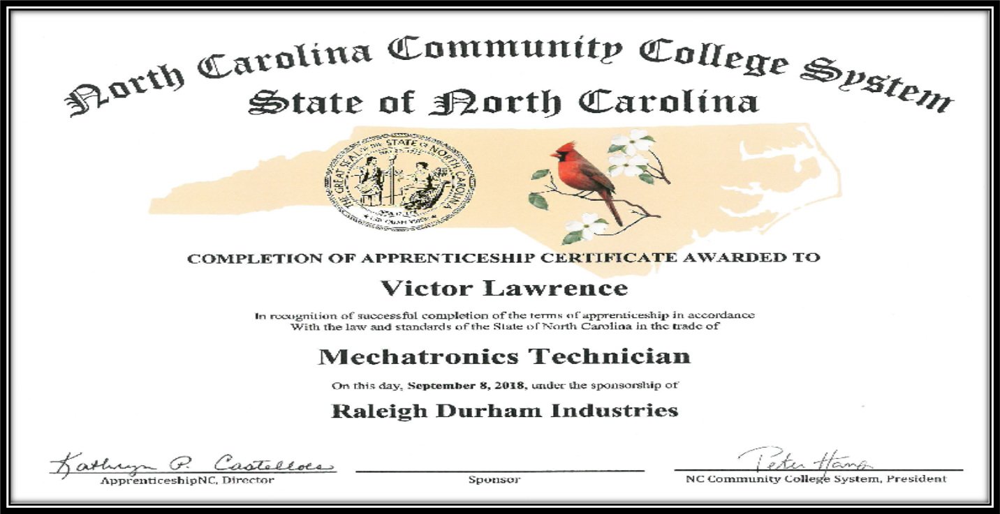 North Carolina Community College System
State of North Carolina
THE GREAT SEAL OF THE STATE OF NORTH CAROLINA
COMPLETION OF APPRENTICESHIP CERTIFICATE AWARDED TO
Victor Lawrence
In recognition of successful completion of the terms of apprenticeship in accordance
With the law and standards of the State of North Carolina in the trade of
Mechatronics Technician
On this day, September 8, 2018, under the sponsorship of
Raleigh Durham Industries
Kathryn P. Castelloes
Peter Hans
ApprenticeshipNC, Director
Sponsor
NC Community College System, President